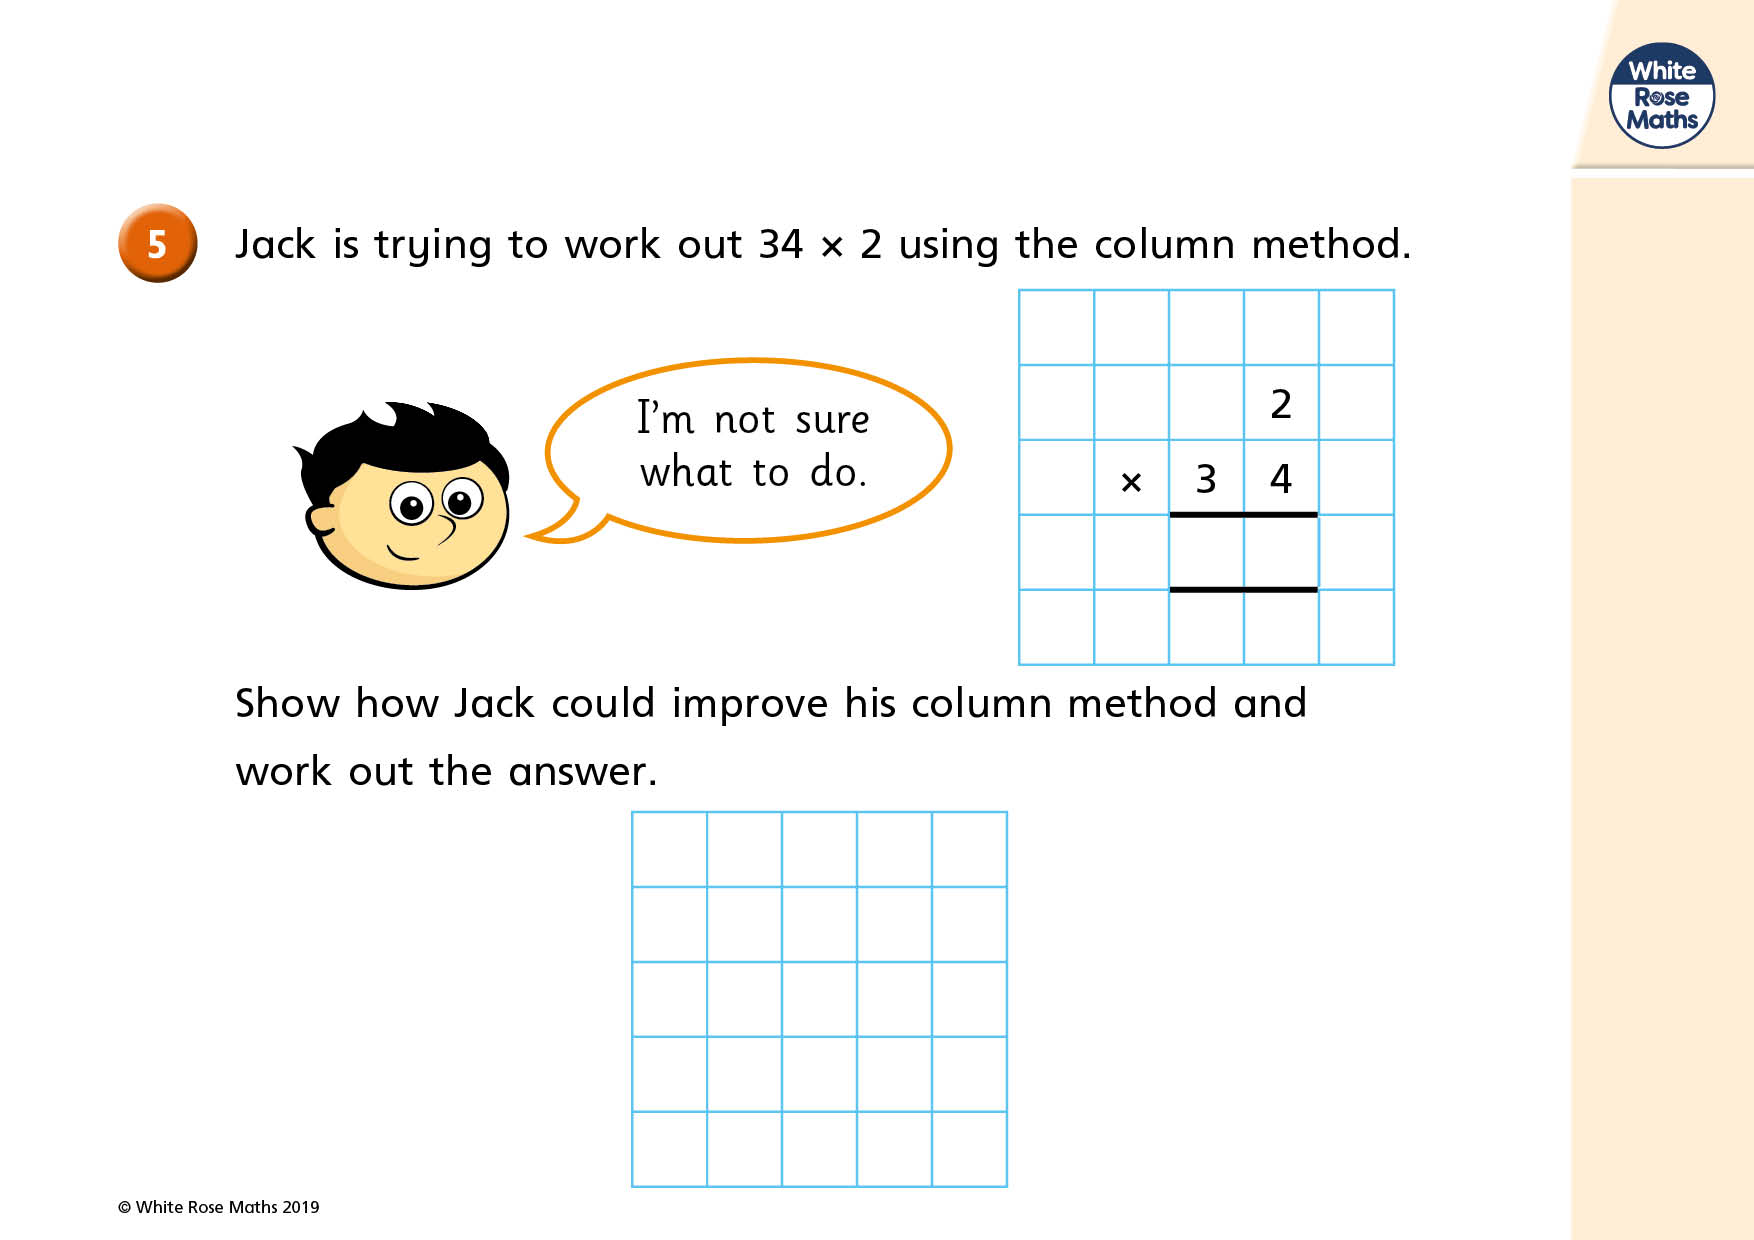 White
Rose
Maths
5 Jack is trying to work out 34 × 2 using the column method.
I'm not sure
what to do.
2
× 3 4
Show how Jack could improve his column method and
work out the answer.
© White Rose Maths 2019